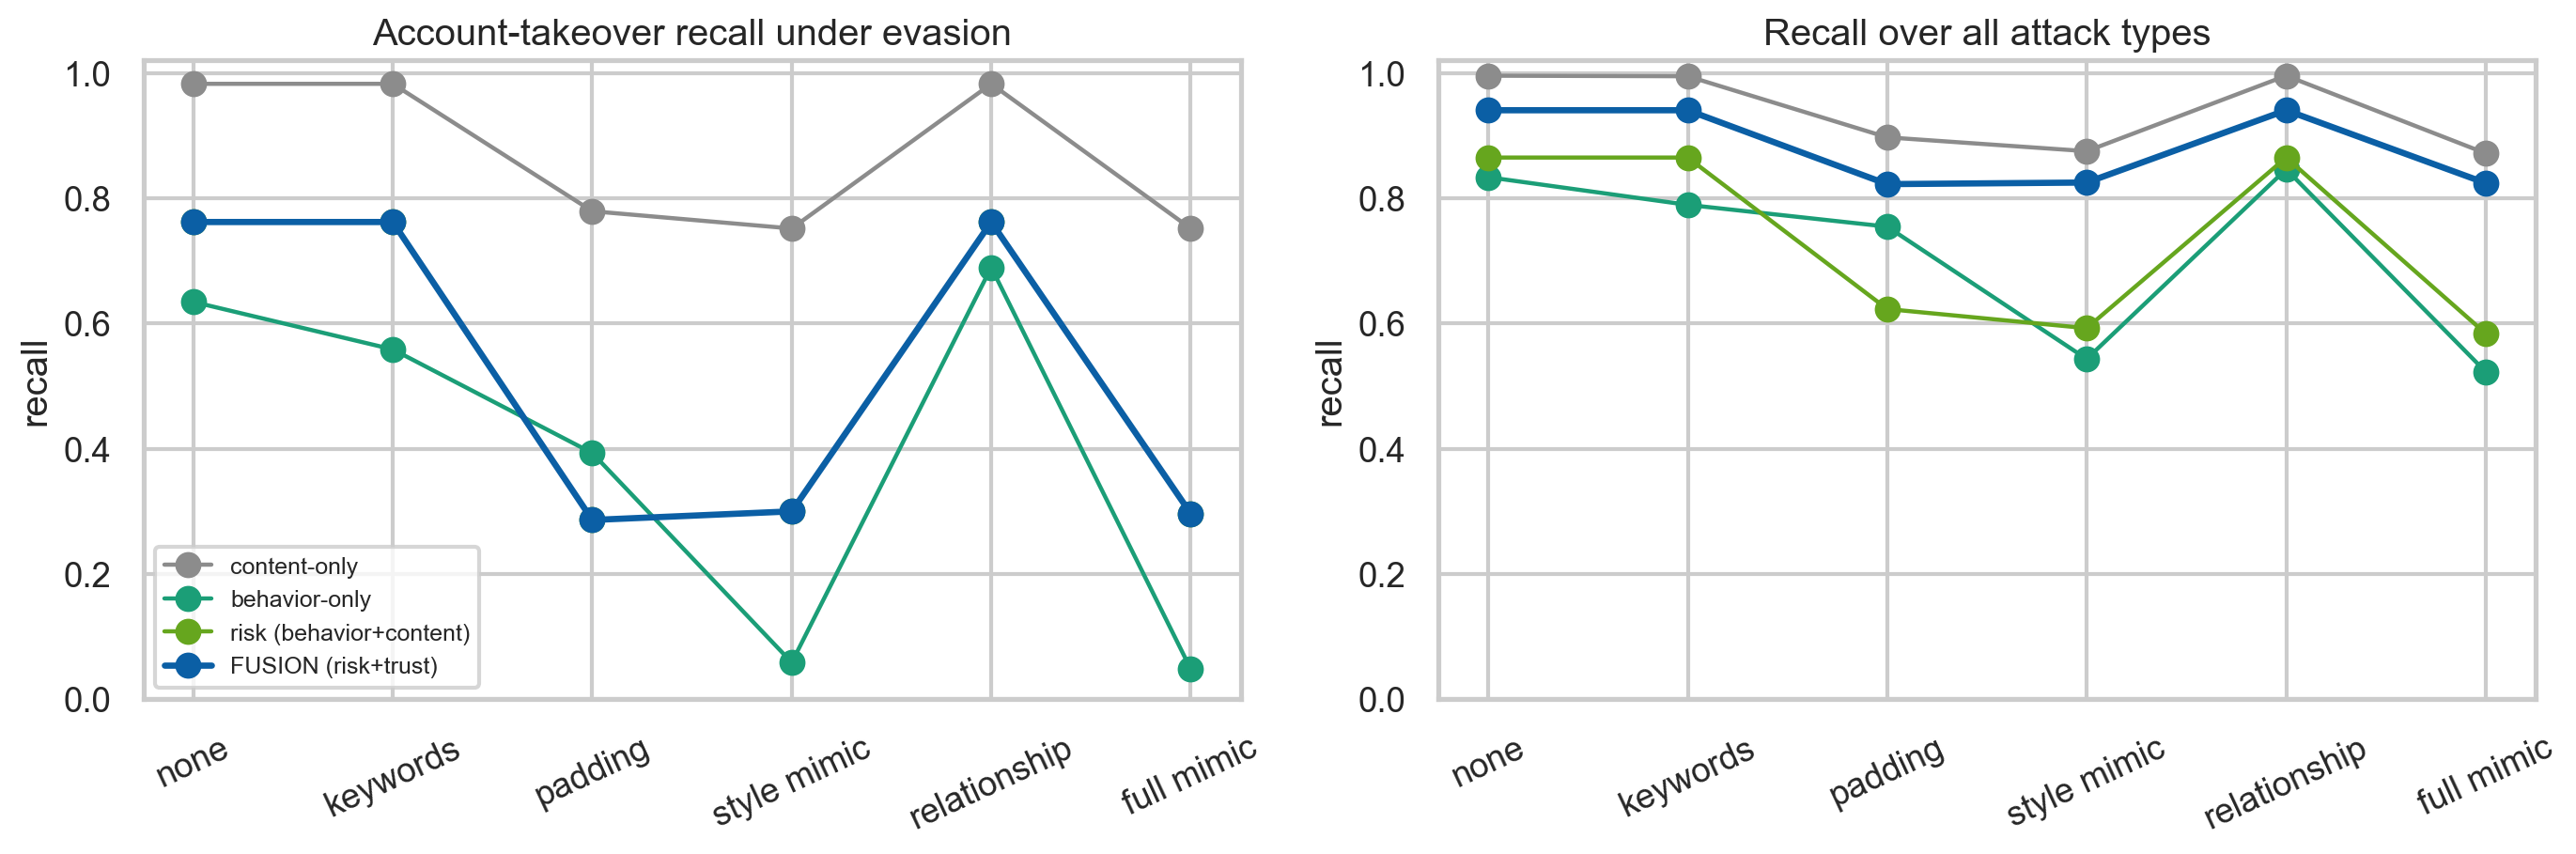 Account-takeover recall under evasion
1.0
0.8
0.6
0.4
0.2
0.0
recall
content-only
behavior-only
risk (behavior+content)
FUSION (risk+trust)
none
keywords
padding
style mimic
relationship
full mimic
Recall over all attack types
1.0
0.8
0.6
0.4
0.2
0.0
recall
none
keywords
padding
style mimic
relationship
full mimic